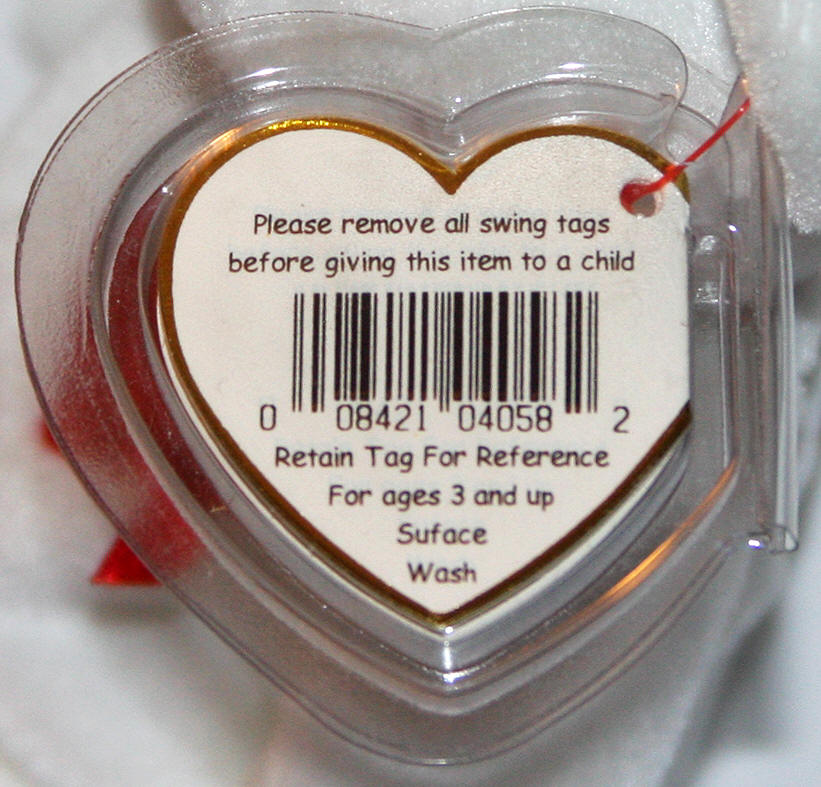 Please remove all swing tags
before giving this item to a child
0 08421 04058 2
Retain Tag For Reference
For ages 3 and up
Suface
Wash